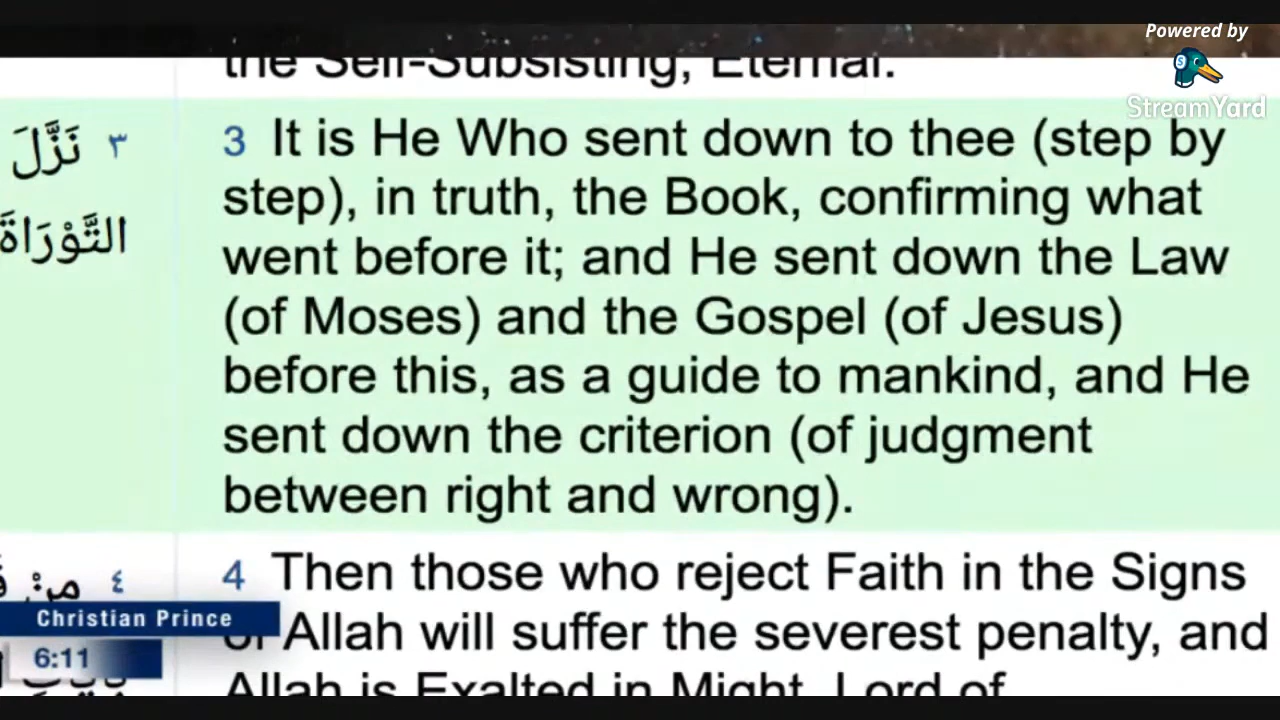 Powered by
StreamYard
the Self-Subsisting, Eternal.
٣ نَزَّلَ
التَّوْرَاةَ
3 It is He Who sent down to thee (step by
step), in truth, the Book, confirming what
went before it; and He sent down the Law
(of Moses) and the Gospel (of Jesus)
before this, as a guide to mankind, and He
sent down the criterion (of judgment
between right and wrong).
٤ مِنْ
4 Then those who reject Faith in the Signs
of Allah will suffer the severest penalty, and
Allah is Exalted in Might, Lord of
Christian Prince
6:11